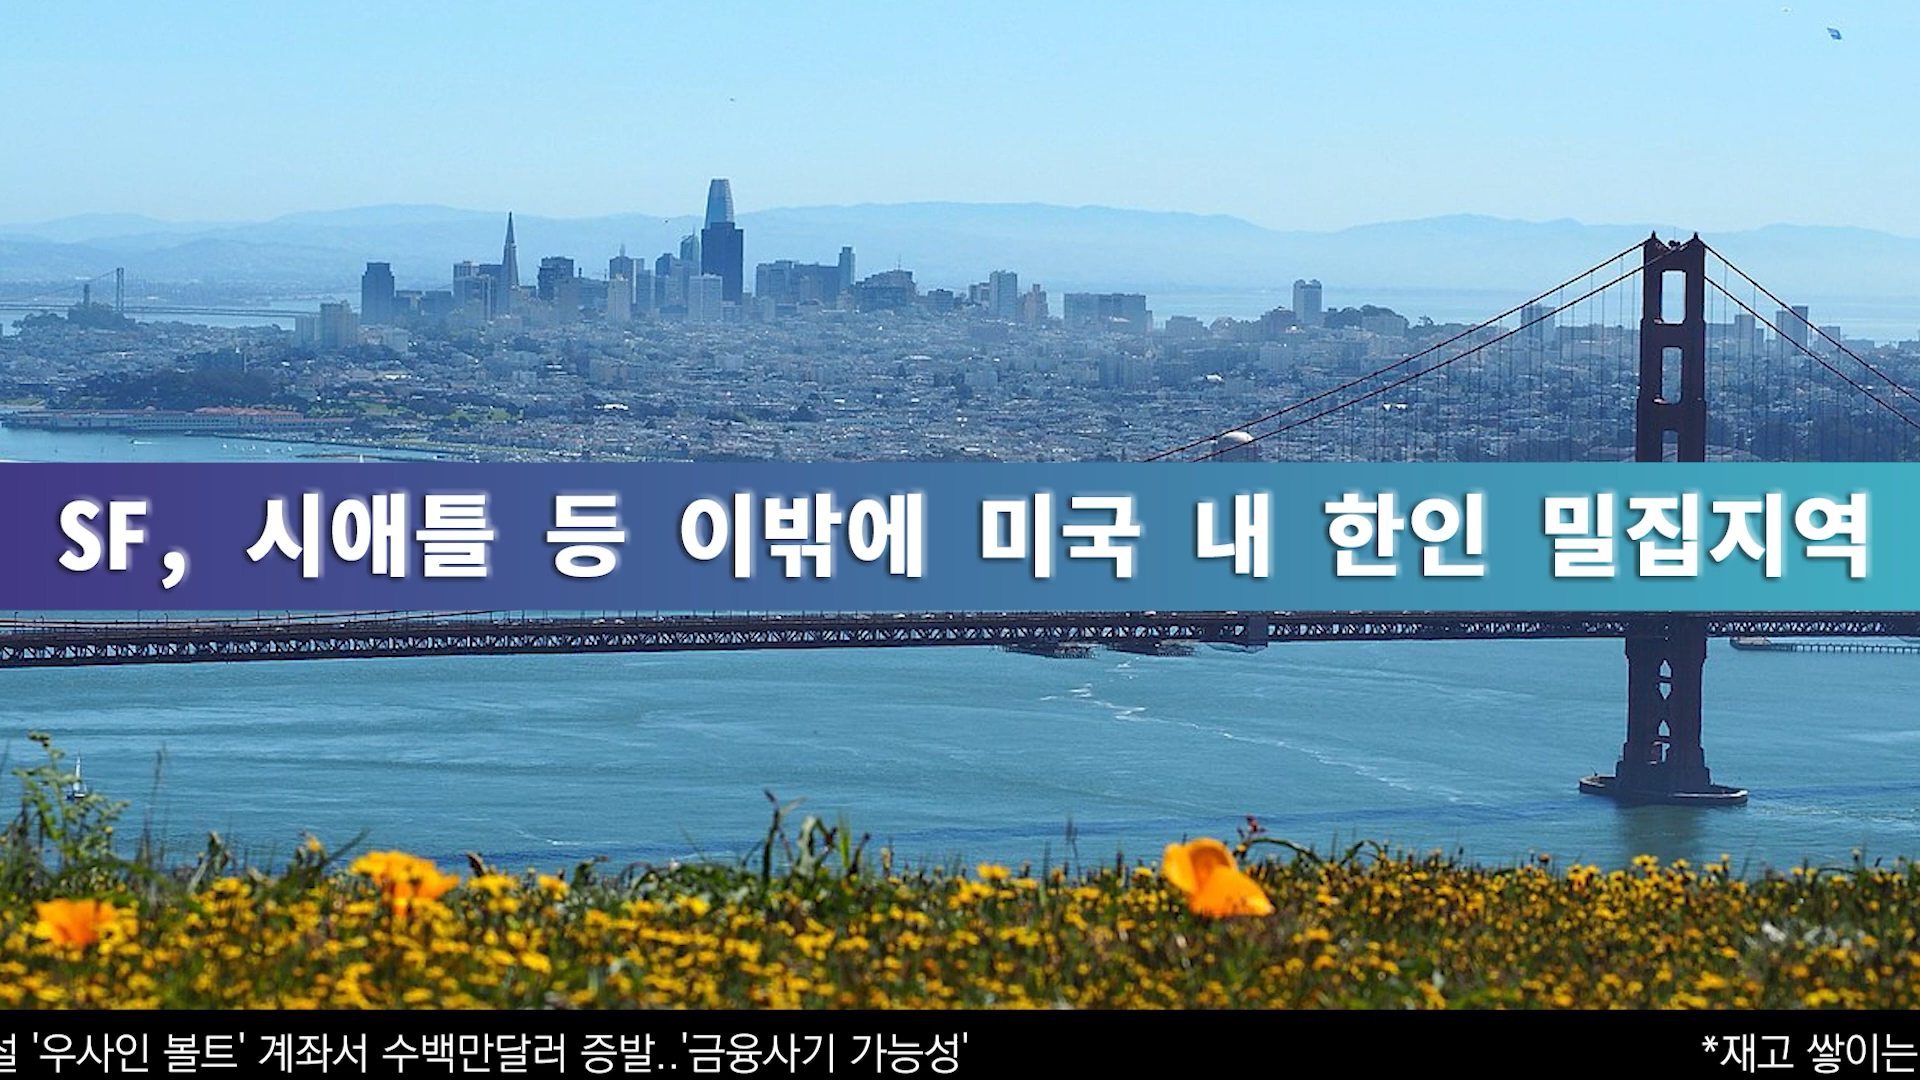 SF, 시애틀 등 이밖에 미국 내 한인 밀집지역
설 '우사인 볼트' 계좌서 수백만달러 증발..'금융사기 가능성'
*재고 쌓이는